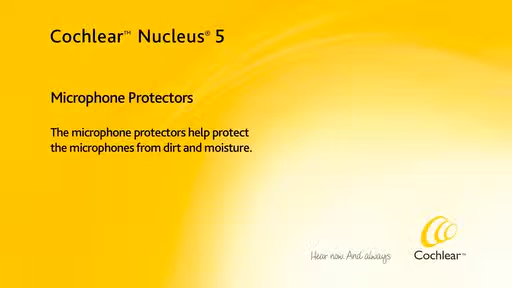 Cochlear™ Nucleus® 5
Microphone Protectors
The microphone protectors help protect
the microphones from dirt and moisture.
Hear now. And always
Cochlear™